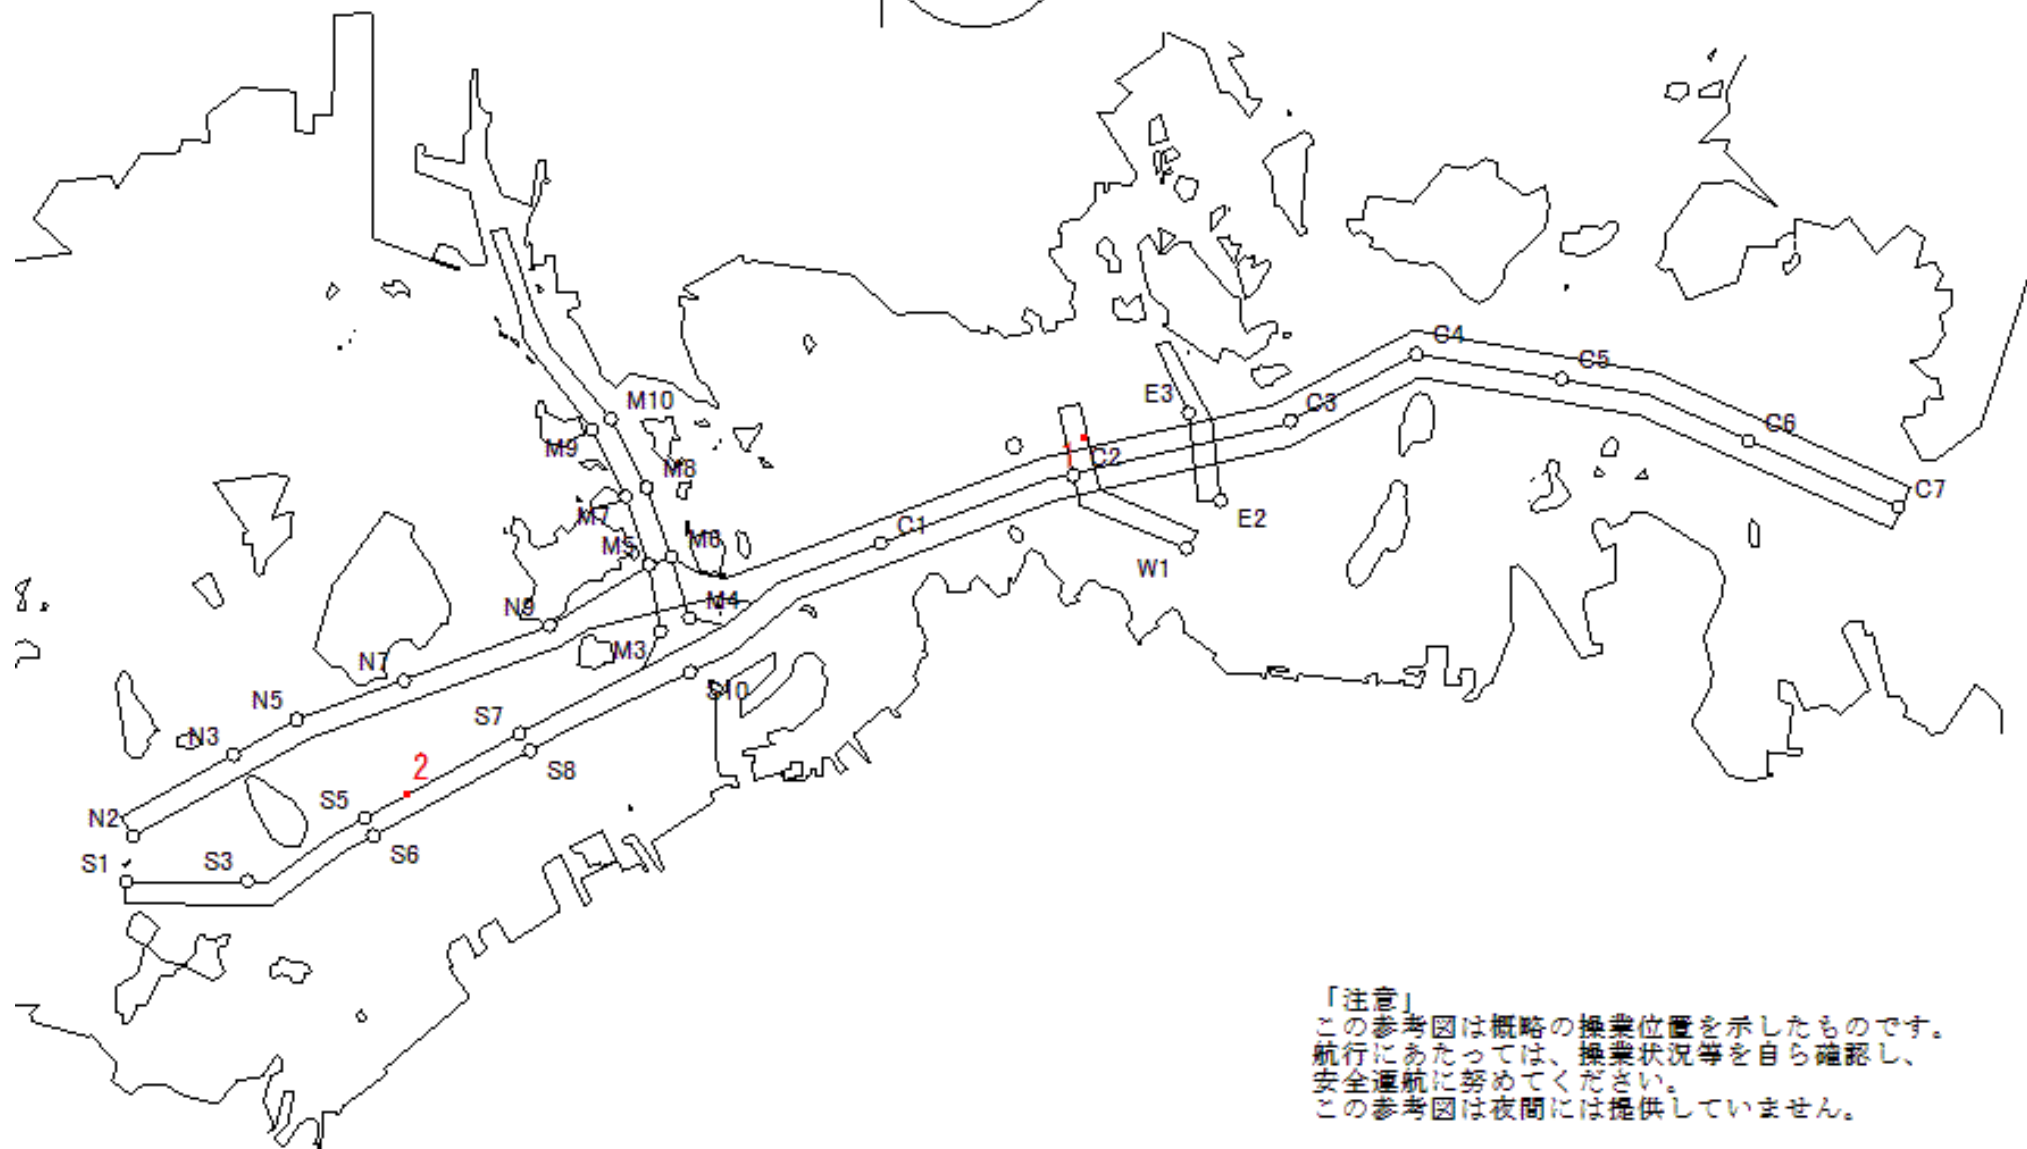 C4
C5
E3
M10
C3
C6
M9
C2
M8
C7
M7
E2
C1
M5
M6
W1
N9
M4
M3
N7
S10
N5
S7
N3
2
S8
S5
N2
S6
S1
S3
「注意」
この参考図は概略の操業位置を示したものです。
航行にあたっては、操業状況等を自ら確認し、
安全運航に努めてください。
この参考図は夜間には提供していません。